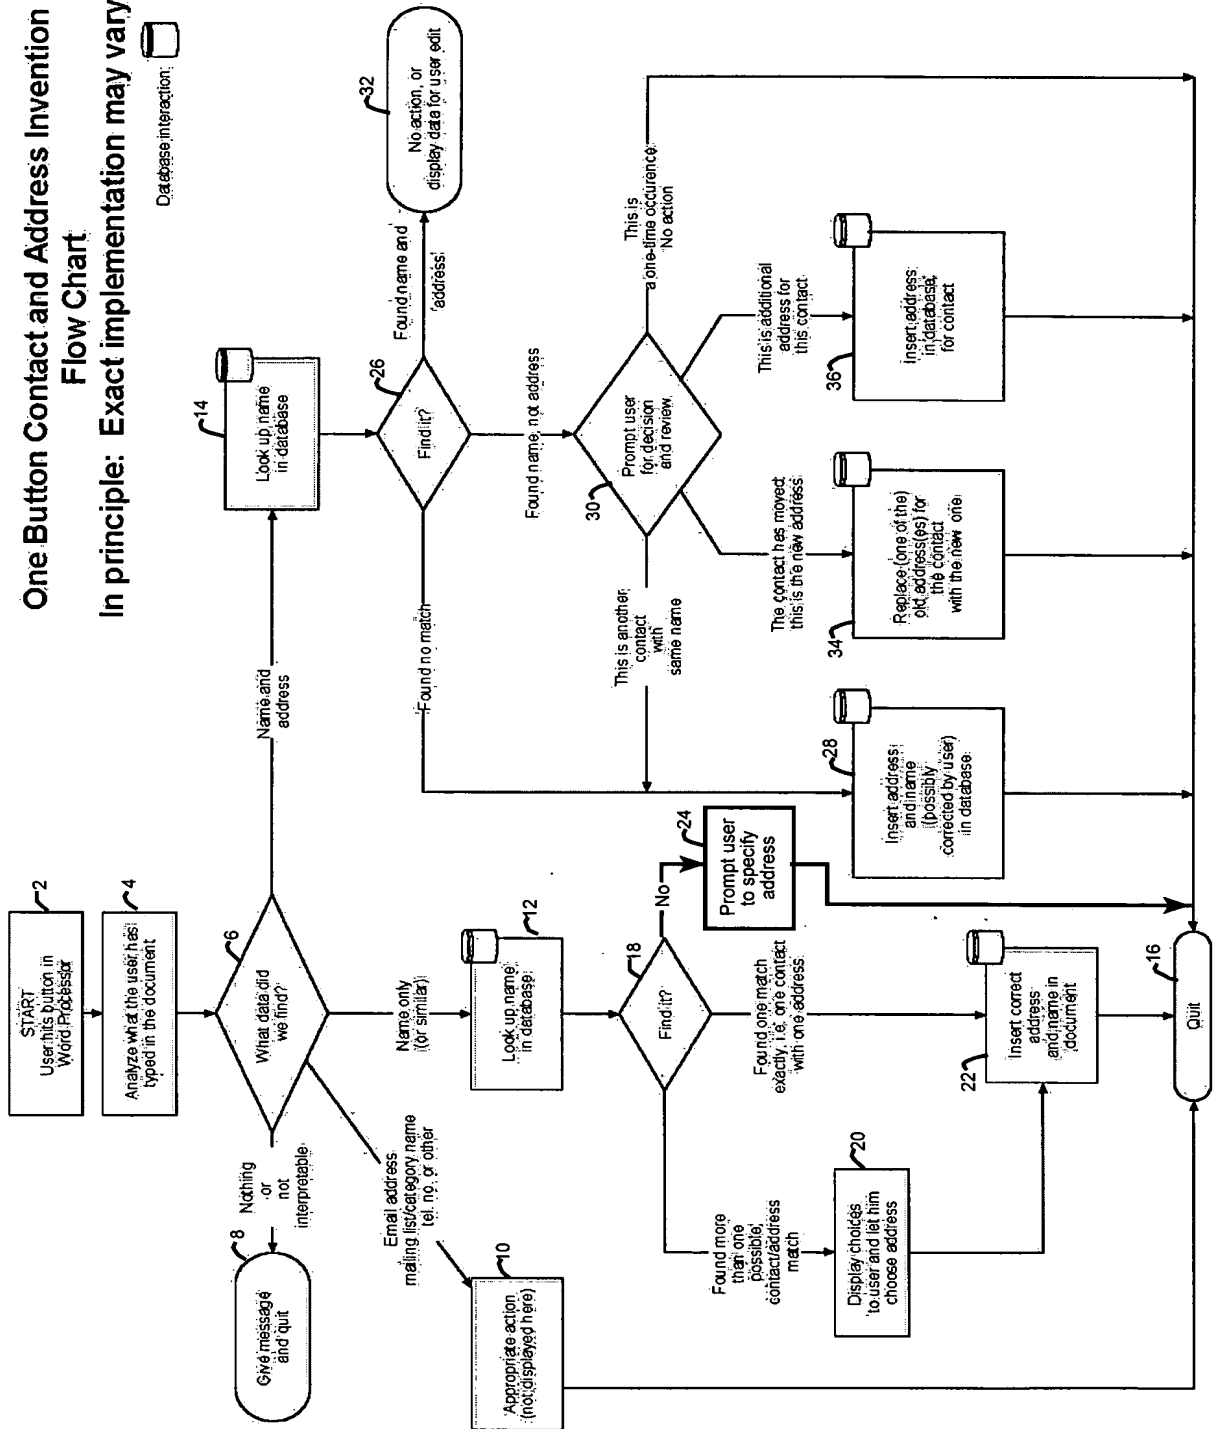 One Button Contact and Address Invention
Flow Chart
In principle: Exact implementation may vary
Database interaction:
START
User hits button in
Word Processor
2
Analyze what the user has
typed in the document
4
What data did
we find?
6
Nothing
or
not
interpretable
8
Give message
and quit
Email address
mailing list/category name
tel. no. or other
10
Appropriate action
(not displayed here)
Name only
(or similar)
12
Look up name
in database
Name and
address
14
Look up name
in database
18
Find it?
No
24
Prompt user
to specify
address
Found one match
exactly, i.e. one contact
with one address
Found more
than one
possible
contact/address
match
20
Display choices
to user and let him
choose address
22
Insert correct
address
and name in
document
16
Quit
26
Find it?
Found name and
address
32
No action, or
display data for user edit
Found no match
Found name, not address
30
Prompt user
for decision
and review
This is another
contact
with
same name
The contact has moved;
this is the new address
This is additional
address for
this contact
This is
a one-time occurence.
No action
28
Insert address
and name
(possibly
corrected by user)
in database
34
Replace (one of the)
old address(es) for
the contact
with the new one
36
Insert address
in database
for contact